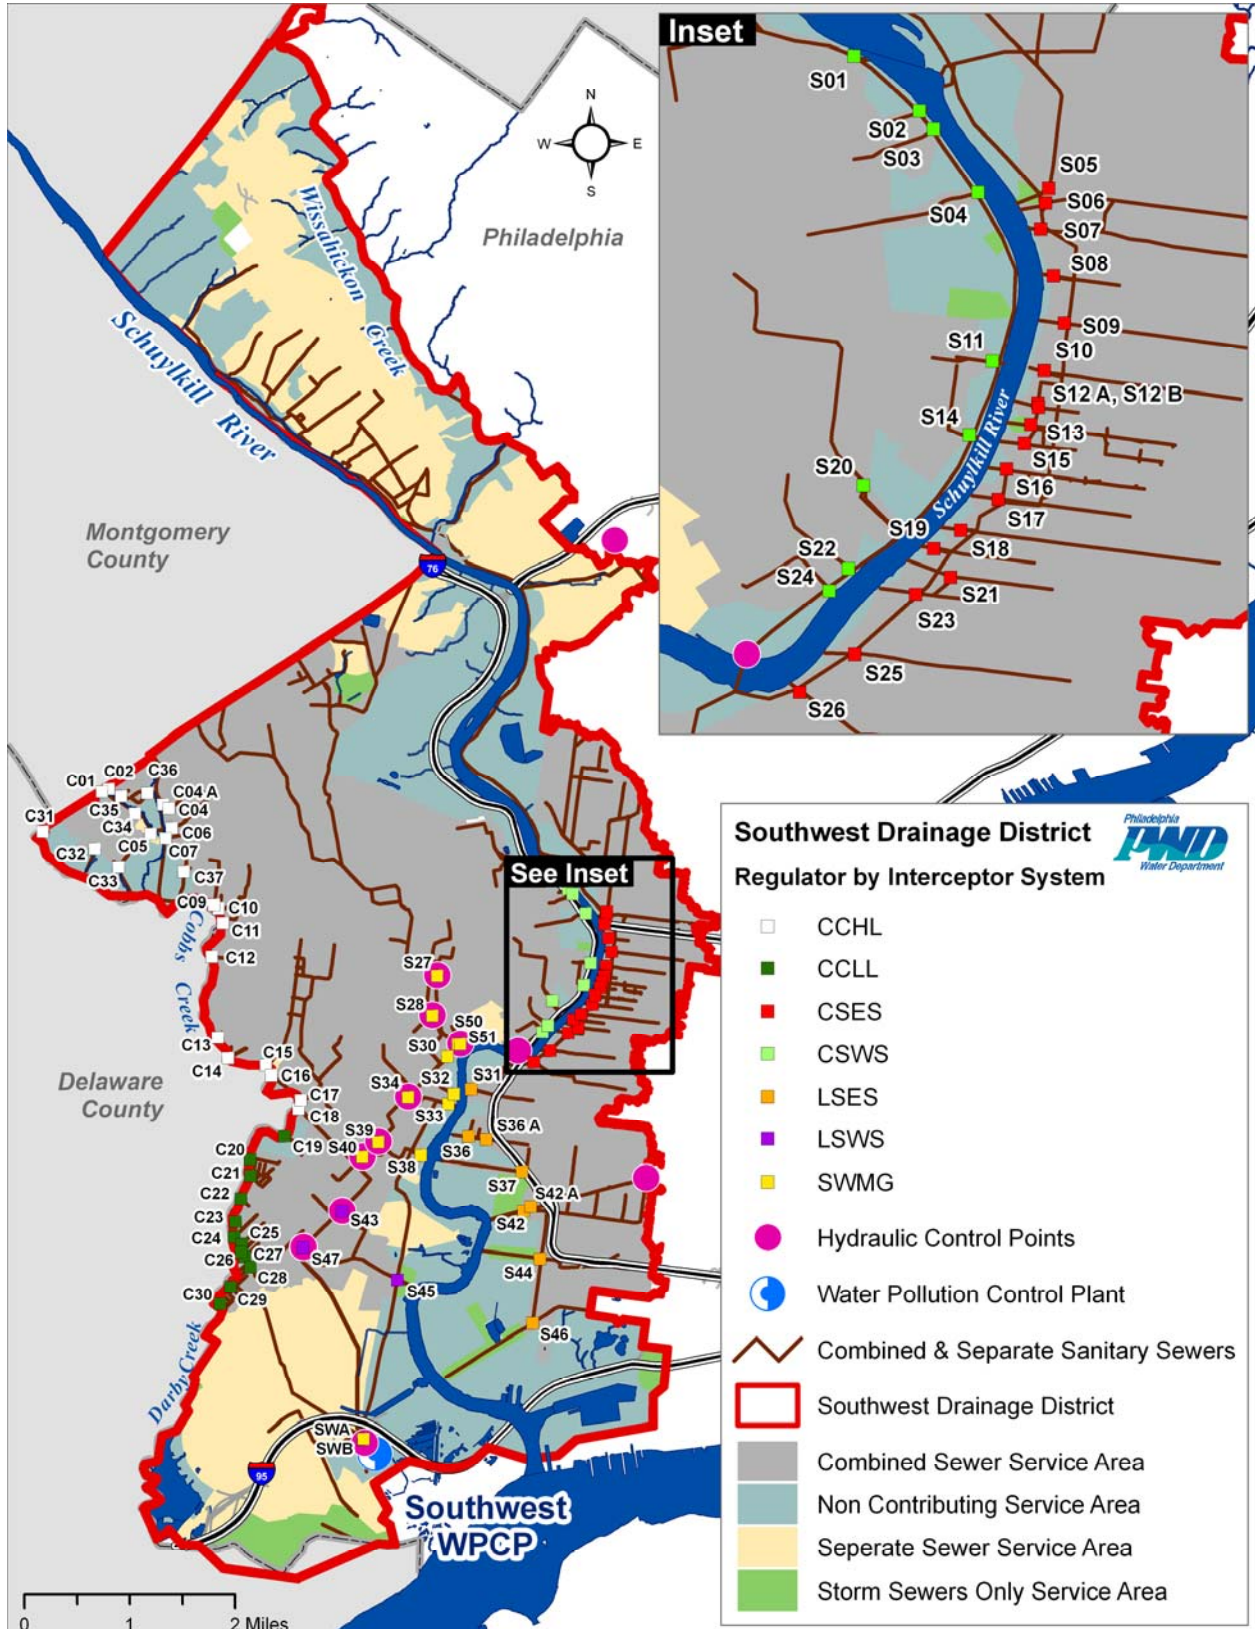 Inset
S01
S02
S03
S04
S05
S06
S07
S08
S09
S10
S11
S12 A, S12 B
S13
S14
S15
S16
S17
S18
S19
S20
S21
S22
S23
S24
S25
S26
Schuylkill River
N
W E
S
Wissahickon Creek
Philadelphia
Schuylkill River
Montgomery
County
76
C01
C02
C36
C04 A
C04
C35
C34
C31
C06
C05
C07
C32
C33
C37
C09
C10
C11
C12
Cobbs Creek
C13
C14
C15
C16
C17
C18
Delaware
County
See Inset
S27
S28
S50
S51
S30
S31
S32
S33
S34
S36 A
S36
S39
S40
S38
S37
S42 A
S42
S43
S44
S45
S46
S47
C19
C20
C21
C22
C23
C24
C25
C26
C27
C28
C29
C30
Darby Creek
SWA
SWB
95
Southwest
WPCP
0 1 2 Miles
Southwest Drainage District
Philadelphia
PWD
Water Department
Regulator by Interceptor System
CCHL
CCLL
CSES
CSWS
LSES
LSWS
SWMG
Hydraulic Control Points
Water Pollution Control Plant
Combined & Separate Sanitary Sewers
Southwest Drainage District
Combined Sewer Service Area
Non Contributing Service Area
Seperate Sewer Service Area
Storm Sewers Only Service Area